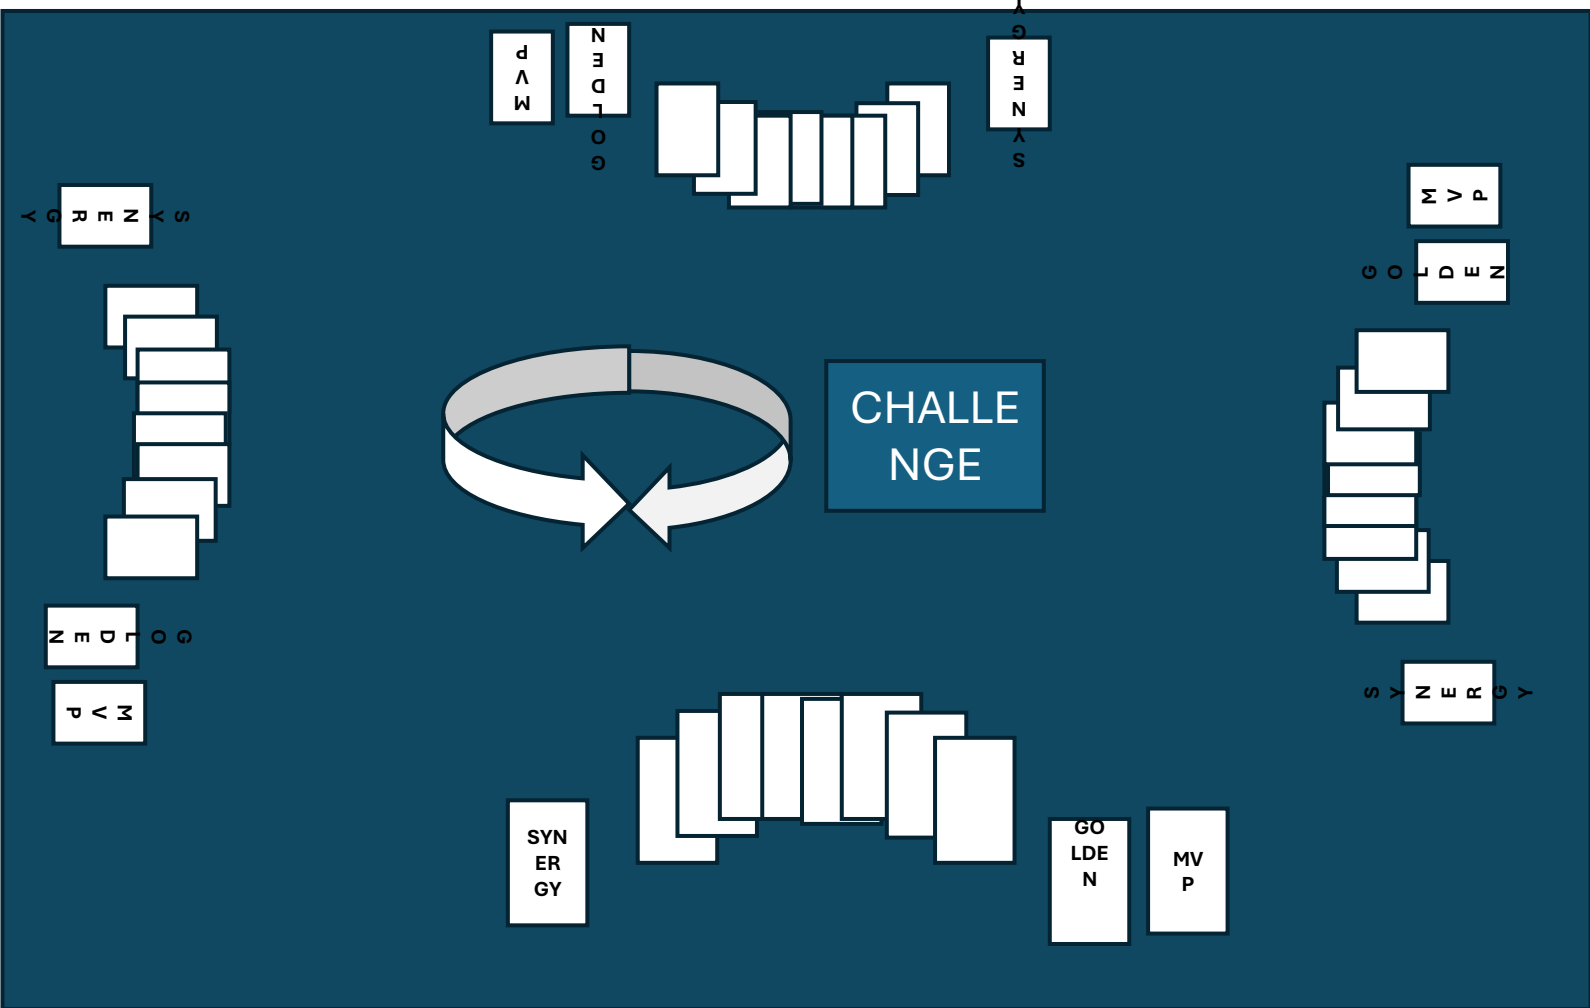 MVP
GOLDEN
SYNERGY
SYNERGY
MVP
GOLDEN
CHALLE
NGE
GOLDEN
MVP
SYNERGY
SYN
ER
GY
GO
LDE
N
MV
P